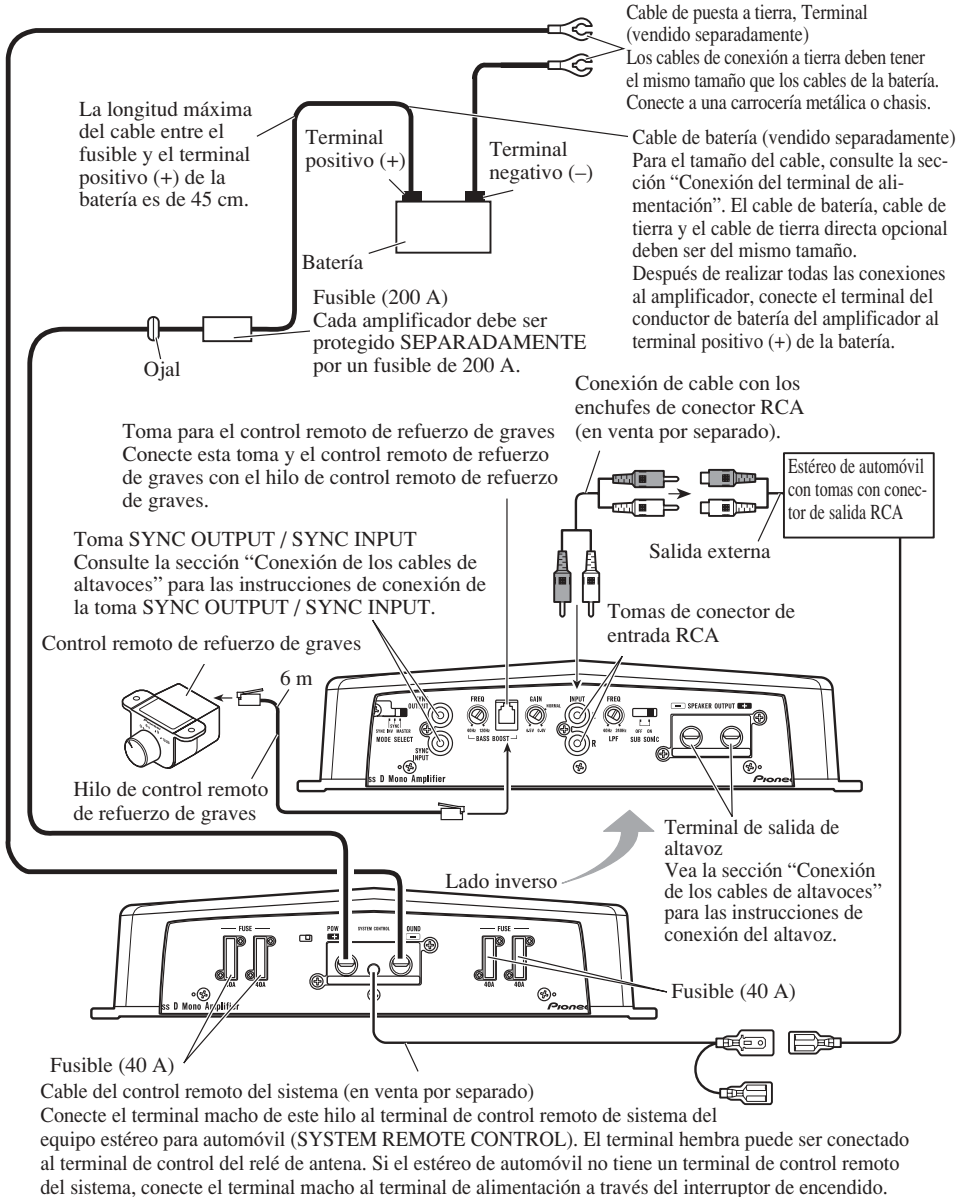 Cable de puesta a tierra, Terminal
(vendido separadamente)
Los cables de conexión a tierra deben tener
el mismo tamaño que los cables de la batería.
Conecte a una carrocería metálica o chasis.
La longitud máxima
del cable entre el
fusible y el terminal
positivo (+) de la
batería es de 45 cm.
Terminal
positivo (+)
Terminal
negativo (–)
Cable de batería (vendido separadamente)
Para el tamaño del cable, consulte la sec-
ción “Conexión del terminal de ali-
mentación”. El cable de batería, cable de
tierra y el cable de tierra directa opcional
deben ser del mismo tamaño.
Después de realizar todas las conexiones
al amplificador, conecte el terminal del
conductor de batería del amplificador al
terminal positivo (+) de la batería.
Batería
Fusible (200 A)
Cada amplificador debe ser
protegido SEPARADAMENTE
por un fusible de 200 A.
Ojal
Conexión de cable con los
enchufes de conector RCA
(en venta por separado).
Toma para el control remoto de refuerzo de graves
Conecte esta toma y el control remoto de refuerzo
de graves con el hilo de control remoto de refuerzo
de graves.
Estéreo de automóvil
con tomas con conec-
tor de salida RCA
Salida externa
Toma SYNC OUTPUT / SYNC INPUT
Consulte la sección “Conexión de los cables de
altavoces” para las instrucciones de conexión de
la toma SYNC OUTPUT / SYNC INPUT.
Tomas de conector de
entrada RCA
Control remoto de refuerzo de graves
6 m
OUTPUT
FREQ
GAIN
NORMAL
INPUT
FREQ
SPEAKER OUTPUT
SYNC
SYNC INV MASTER
MODE SELECT
SYNC
INPUT
BASS BOOST
R
LPF
OFF ON
SUB SONIC
ss D Mono Amplifier
Pionee
Hilo de control remoto
de refuerzo de graves
Terminal de salida de
altavoz
Vea la sección “Conexión
de los cables de altavoces”
para las instrucciones de
conexión del altavoz.
Lado inverso
FUSE
POW
SYSTEM CONTROL
OUND
FUSE
40A
40A
40A
40A
ss D Mono Amplifier
Pionee
Fusible (40 A)
Fusible (40 A)
Cable del control remoto del sistema (en venta por separado)
Conecte el terminal macho de este hilo al terminal de control remoto de sistema del
equipo estéreo para automóvil (SYSTEM REMOTE CONTROL). El terminal hembra puede ser conectado
al terminal de control del relé de antena. Si el estéreo de automóvil no tiene un terminal de control remoto
del sistema, conecte el terminal macho al terminal de alimentación a través del interruptor de encendido.